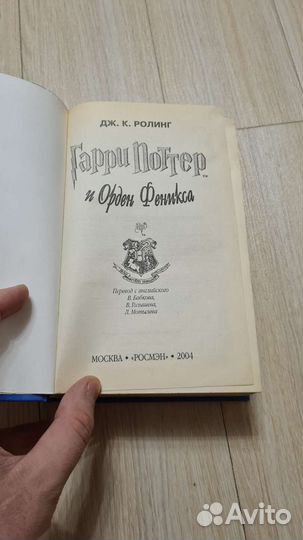 ДЖ. К. РОЛИНГ
Гарри Поттер
и Орден Феникса
Перевод с английского
В. Бабкова,
В. Голышева,
Л. Мотылева
МОСКВА • «РОСМЭН» • 2004
Avito